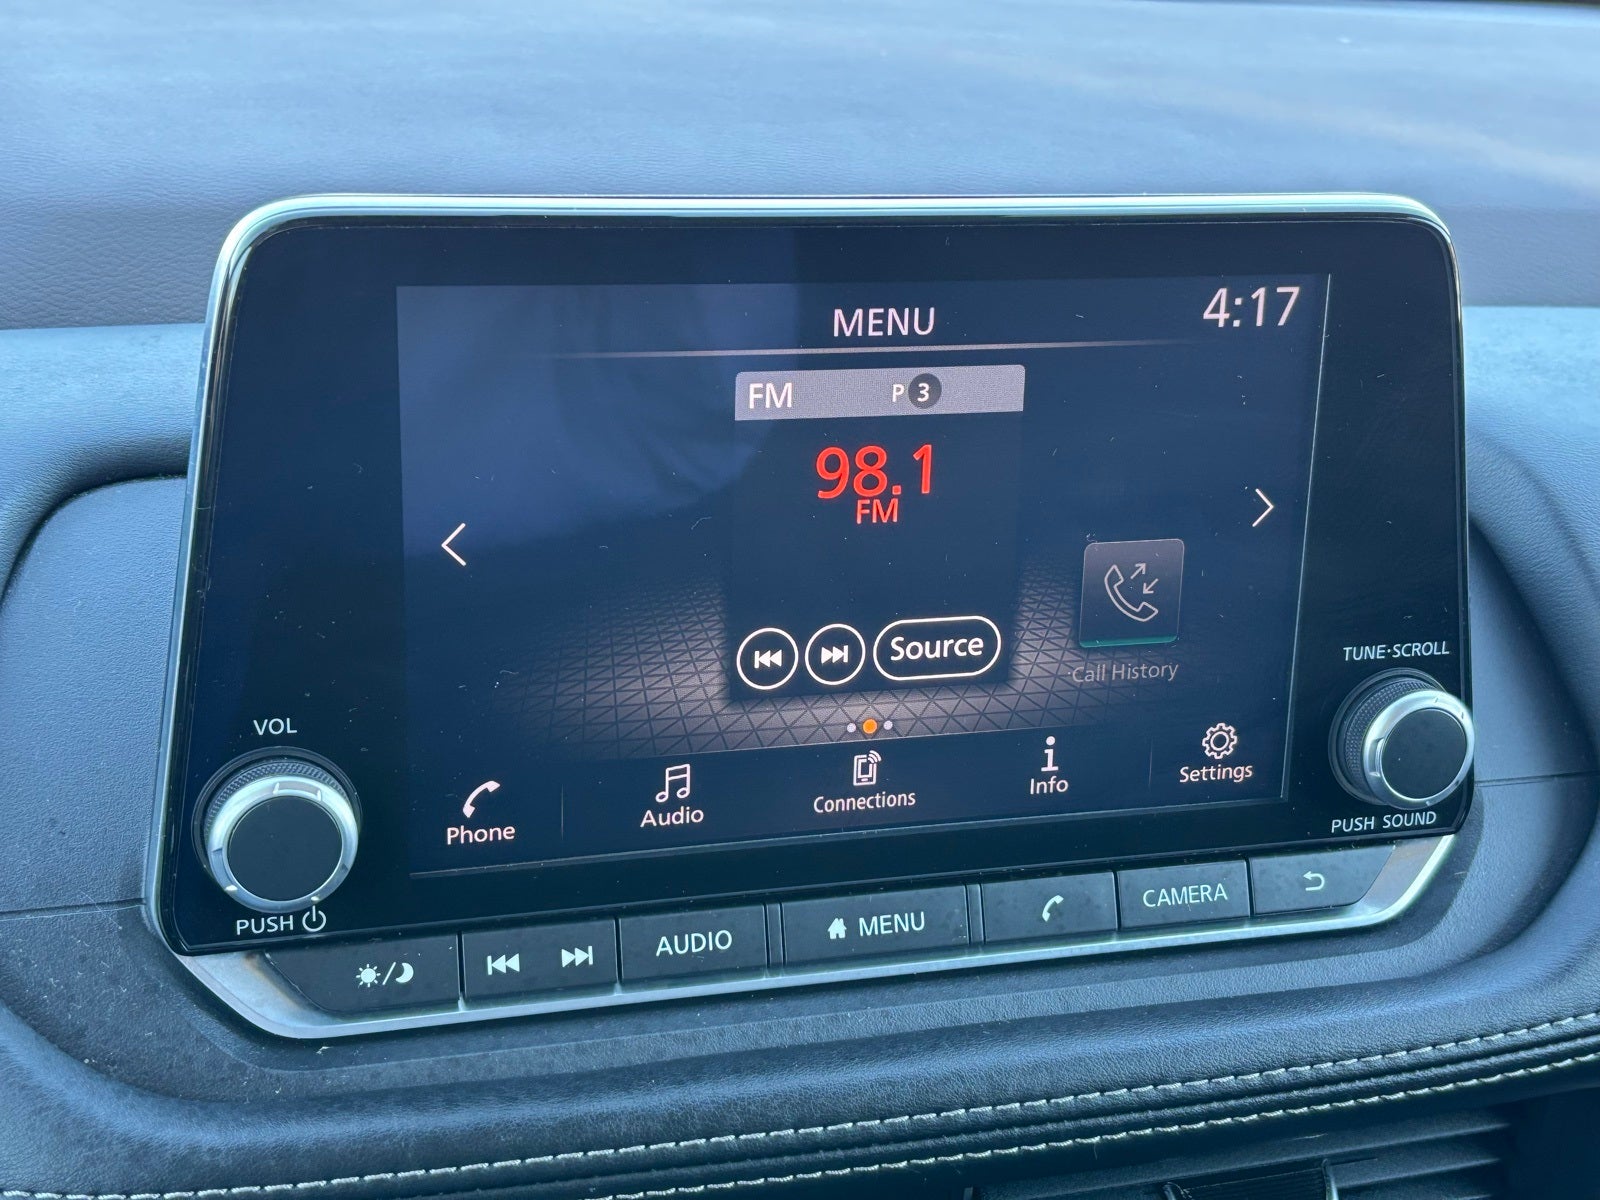 MENU
4:17
FM P 3
98.1
FM
Source
Call History
Phone
Audio
Connections
Info
Settings
VOL
PUSH
TUNE·SCROLL
PUSH SOUND
AUDIO
MENU
CAMERA